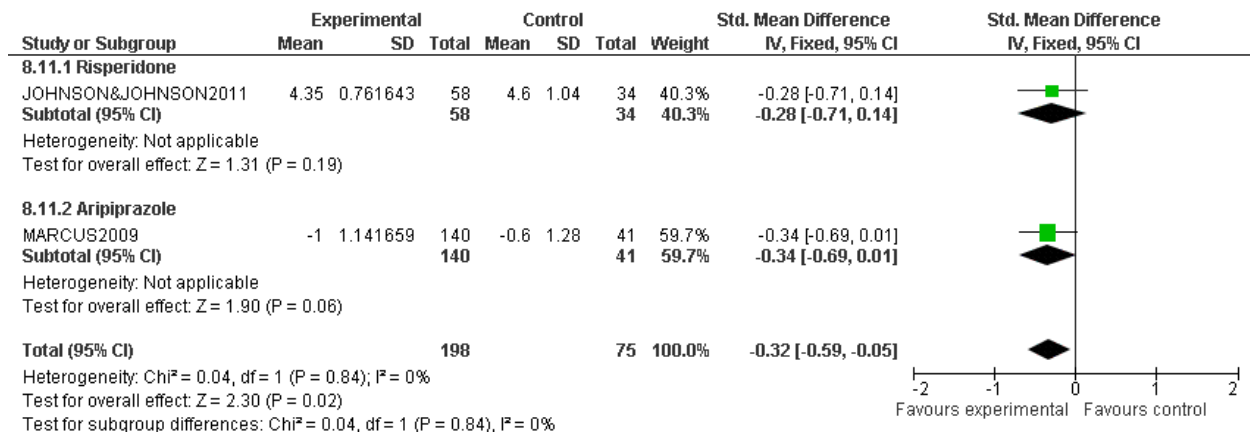 Experimental Control Std. Mean Difference Std. Mean Difference
Study or Subgroup Mean SD Total Mean SD Total Weight IV, Fixed, 95% CI IV, Fixed, 95% CI
8.11.1 Risperidone
JOHNSON&JOHNSON2011 4.35 0.761643 58 4.6 1.04 34 40.3% -0.28 [-0.71, 0.14]
Subtotal (95% CI) 58 34 40.3% -0.28 [-0.71, 0.14]
Heterogeneity: Not applicable
Test for overall effect: Z = 1.31 (P = 0.19)
8.11.2 Aripiprazole
MARCUS2009 -1 1.141659 140 -0.6 1.28 41 59.7% -0.34 [-0.69, 0.01]
Subtotal (95% CI) 140 41 59.7% -0.34 [-0.69, 0.01]
Heterogeneity: Not applicable
Test for overall effect: Z = 1.90 (P = 0.06)
Total (95% CI) 198 75 100.0% -0.32 [-0.59, -0.05]
Heterogeneity: Chi² = 0.04, df = 1 (P = 0.84); I² = 0%
Test for overall effect: Z = 2.30 (P = 0.02)
Test for subgroup differences: Chi² = 0.04, df = 1 (P = 0.84), I² = 0%
-2 -1 0 1 2
Favours experimental Favours control